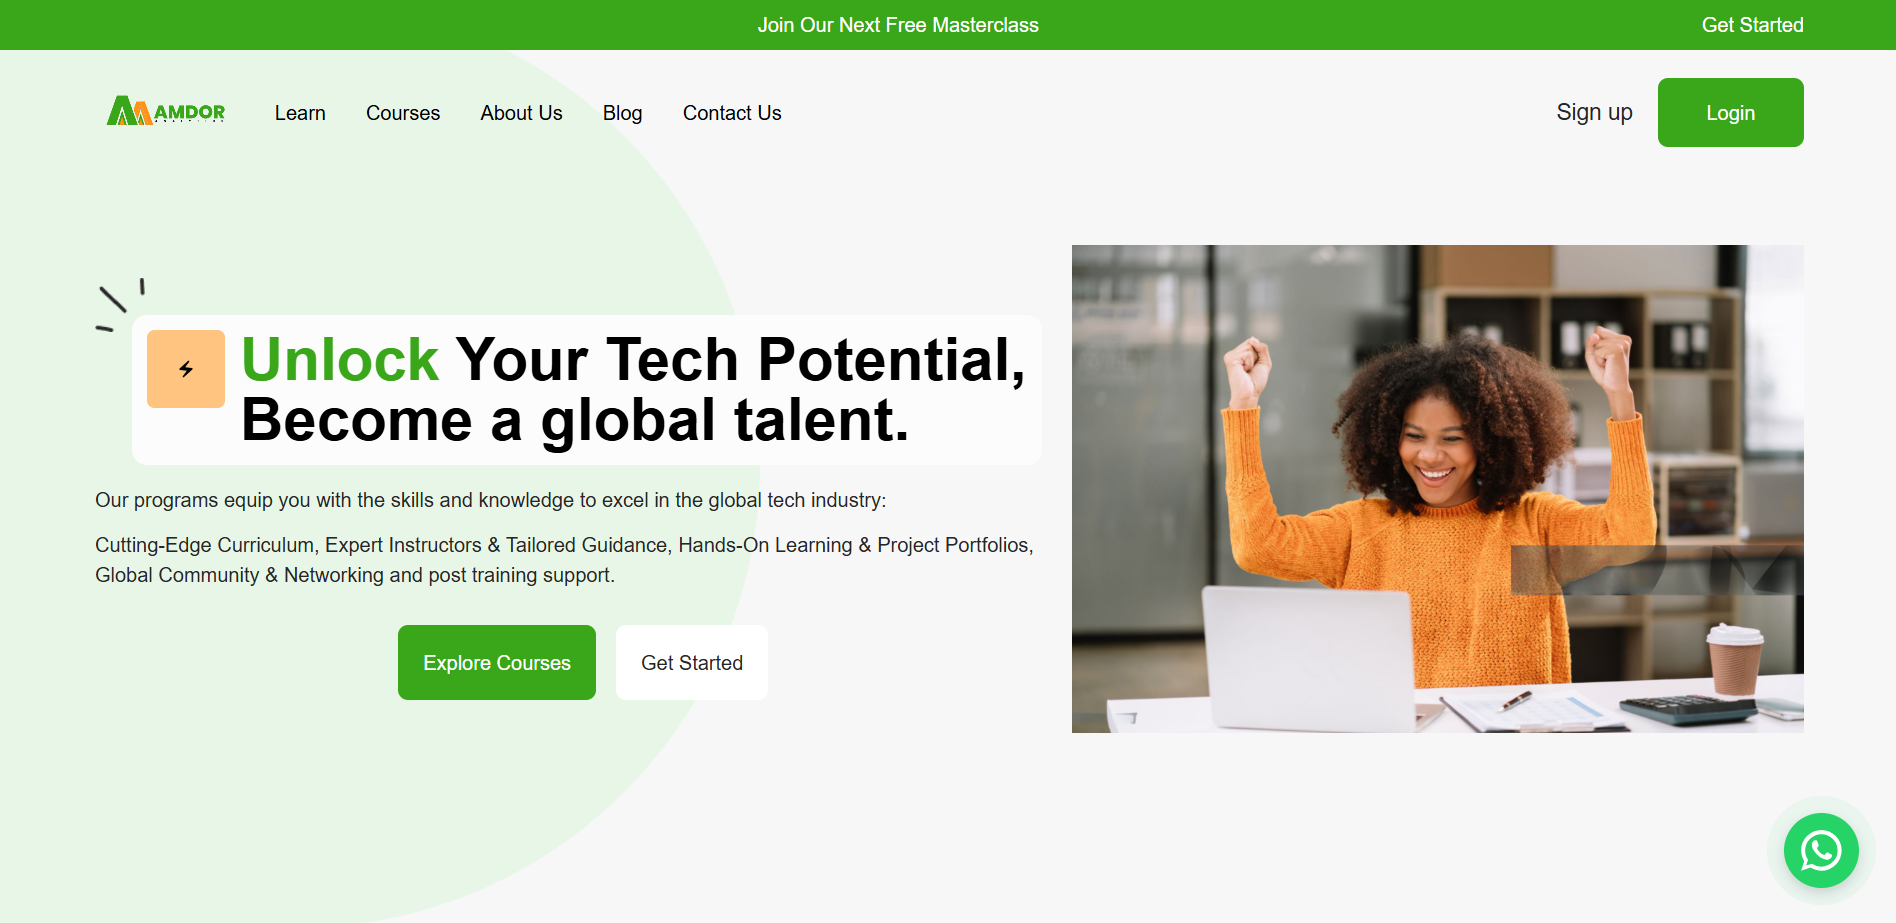 Join Our Next Free Masterclass
Get Started
AMDOR
Learn
Courses
About Us
Blog
Contact Us
Sign up
Login
Unlock Your Tech Potential,
Become a global talent.
Our programs equip you with the skills and knowledge to excel in the global tech industry:
Cutting-Edge Curriculum, Expert Instructors & Tailored Guidance, Hands-On Learning & Project Portfolios,
Global Community & Networking and post training support.
Explore Courses
Get Started